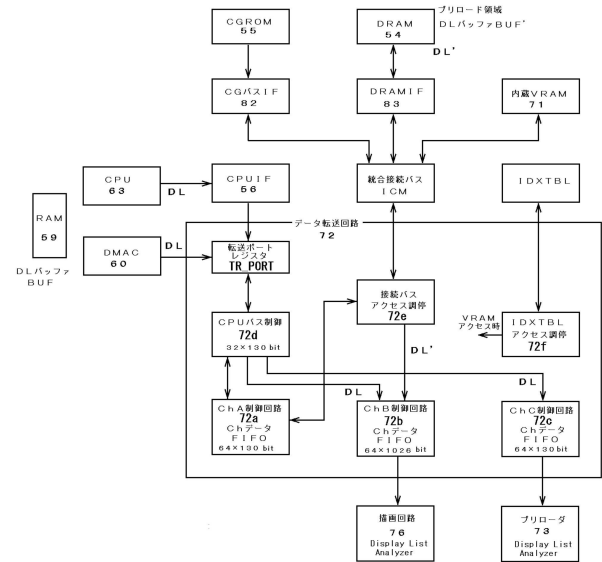 プリロード領域
CGROM
55
DRAM
54
DLバッファBUF'
DL'
CGバスIF
82
DRAMIF
83
内蔵VRAM
71
CPU
63
DL
CPUIF
56
統合接続バス
ICM
IDXTBL
RAM
59
DLバッファ
BUF
データ転送回路
72
DMAC
60
DL
転送ポート
レジスタ
TR_PORT
接続バス
アクセス調停
72e
VRAM
アクセス時
IDXTBL
アクセス調停
72f
CPUバス制御
72d
32×130bit
DL'
DL
DL
ChA制御回路
72a
Chデータ
FIFO
64×130bit
ChB制御回路
72b
Chデータ
FIFO
64×1026bit
ChC制御回路
72c
Chデータ
FIFO
64×130bit
描画回路
76
Display List
Analyzer
プリローダ
73
Display List
Analyzer